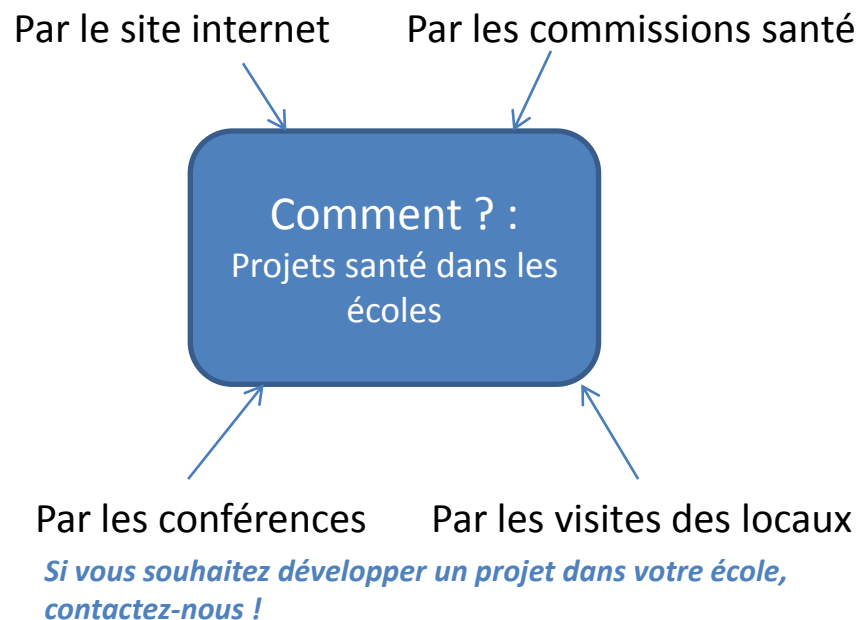 Par le site internet
Par les commissions santé
Comment ? :
Projets santé dans les
écoles
Par les conférences
Par les visites des locaux
Si vous souhaitez développer un projet dans votre école,
contactez-nous !